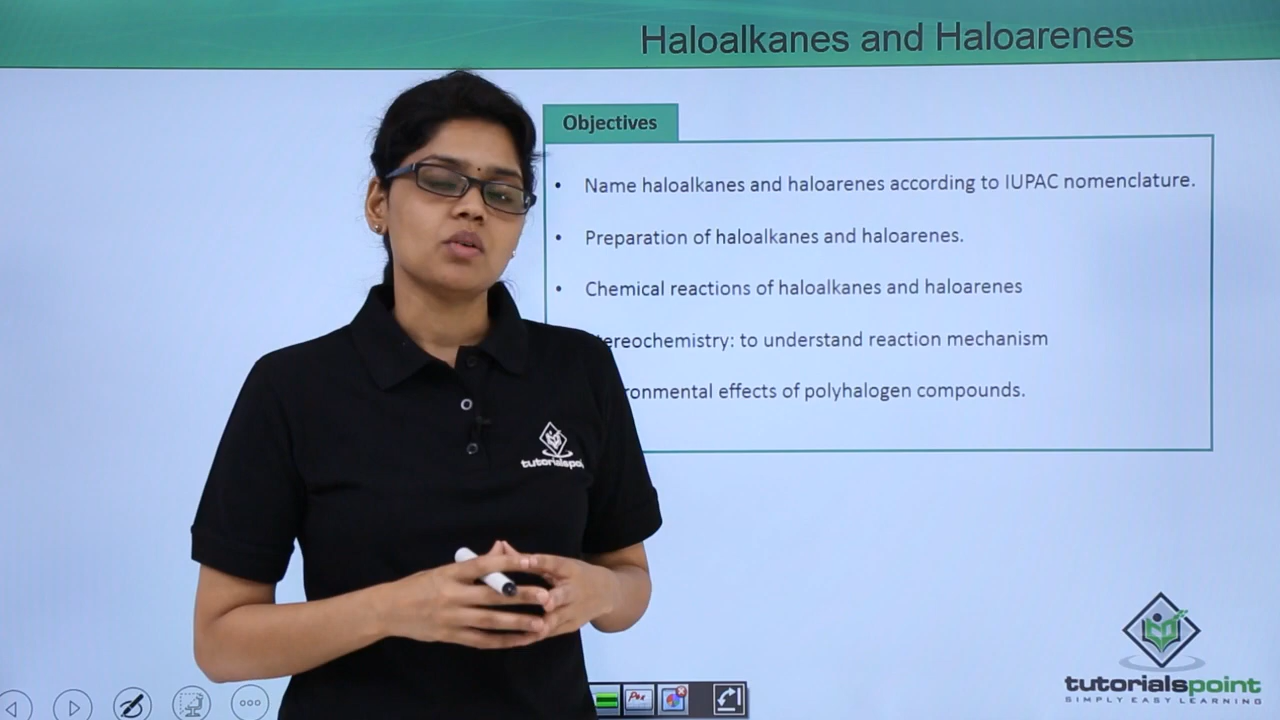 Haloalkanes and Haloarenes
Objectives
• Name haloalkanes and haloarenes according to IUPAC nomenclature.
• Preparation of haloalkanes and haloarenes.
• Chemical reactions of haloalkanes and haloarenes
tereochemistry: to understand reaction mechanism
ronmental effects of polyhalogen compounds.
tutorialspoi
tutorialspoint
SIMPLY EASY LEARNING